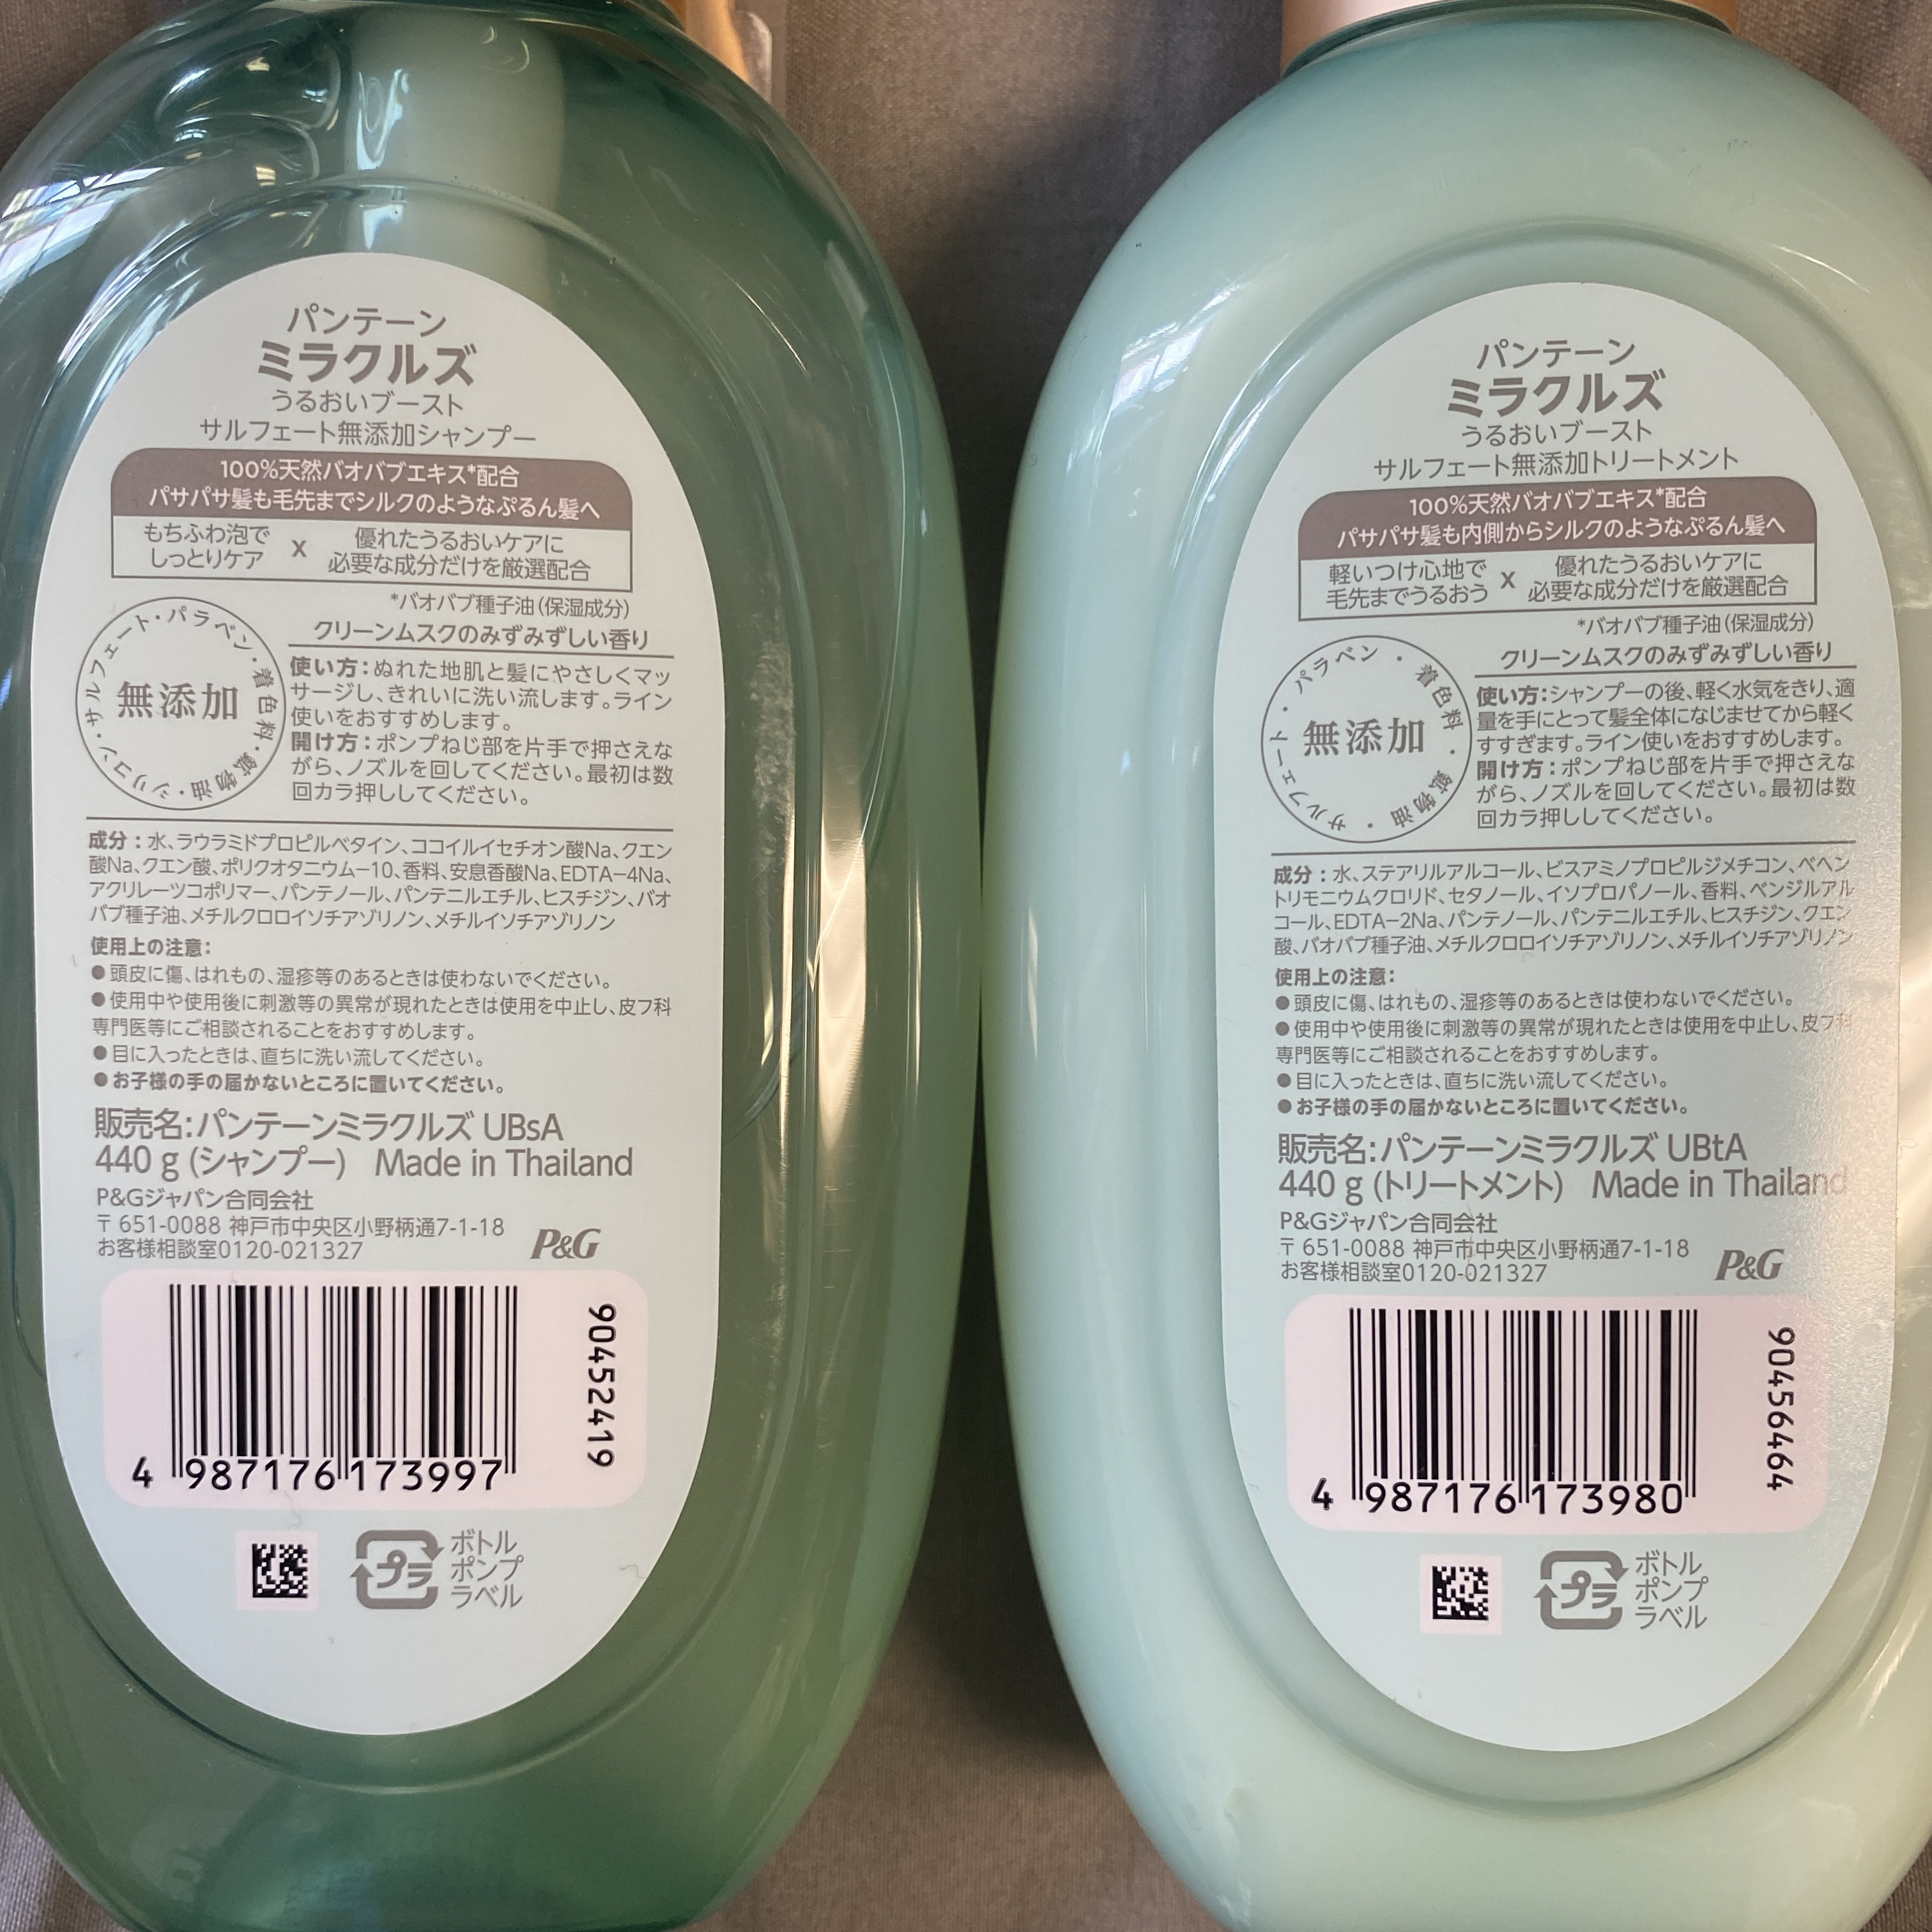 パンテーン
ミラクルズ
うるおいブースト
サルフェート無添加シャンプー
100%天然バオバブエキス*配合
パサパサ髪も毛先までシルクのようなぷるん髪へ
もちふわ泡で
しっとりケア
x
優れたうるおいケアに
必要な成分だけを厳選配合
*バオバブ種子油(保湿成分)
クリーンムスクのみずみずしい香り
サルフェート・パラベン・着色料・鉱物油・シリコン・
無添加
使い方:ぬれた地肌と髪にやさしくマッ
サージし、きれいに洗い流します。ライン
使いをおすすめします。
開け方:ポンプねじ部を片手で押さえな
がら、ノズルを回してください。最初は数
回カラ押ししてください。
成分:水、ラウラミドプロピルベタイン、ココイルイセチオン酸Na、クエン
酸Na、クエン酸、ポリクオタニウム-10、香料、安息香酸Na、EDTA-4Na、
アクリレーツコポリマー、パンテノール、パンテニルエチル、ヒスチジン、バオ
バブ種子油、メチルクロロイソチアゾリノン、メチルイソチアゾリノン
使用上の注意:
●頭皮に傷、はれもの、湿疹等のあるときは使わないでください。
●使用中や使用後に刺激等の異常が現れたときは使用を中止し、皮フ科
専門医等にご相談されることをおすすめします。
●目に入ったときは、直ちに洗い流してください。
●お子様の手の届かないところに置いてください。
販売名:パンテーンミラクルズ UBsA
440 g (シャンプー) Made in Thailand
P&Gジャパン合同会社
〒651-0088 神戸市中央区小野柄通7-1-18
お客様相談室0120-021327
P&G
4 987176 173997
90452419
プラ
ボトル
ポンプ
ラベル
パンテーン
ミラクルズ
うるおいブースト
サルフェート無添加トリートメント
100%天然バオバブエキス*配合
パサパサ髪も内側からシルクのようなぷるん髪へ
軽いつけ心地で
毛先までうるおう
x
優れたうるおいケアに
必要な成分だけを厳選配合
*バオバブ種子油(保湿成分)
クリーンムスクのみずみずしい香り
サルフェート・パラベン・着色料・鉱物油・
無添加
使い方:シャンプーの後、軽く水気をきり、適
量を手にとって髪全体になじませてから軽く
すすぎます。ライン使いをおすすめします。
開け方:ポンプねじ部を片手で押さえな
がら、ノズルを回してください。最初は数
回カラ押ししてください。
成分:水、ステアリルアルコール、ビスアミノプロピルジメチコン、ベヘン
トリモニウムクロリド、セタノール、イソプロパノール、香料、ベンジルアル
コール、EDTA-2Na、パンテノール、パンテニルエチル、ヒスチジン、クエン
酸、バオバブ種子油、メチルクロロイソチアゾリノン、メチルイソチアゾリノン
使用上の注意:
●頭皮に傷、はれもの、湿疹等のあるときは使わないでください。
●使用中や使用後に刺激等の異常が現れたときは使用を中止し、皮フ科
専門医等にご相談されることをおすすめします。
●目に入ったときは、直ちに洗い流してください。
●お子様の手の届かないところに置いてください。
販売名:パンテーンミラクルズ UBtA
440 g (トリートメント) Made in Thailand
P&Gジャパン合同会社
〒651-0088 神戸市中央区小野柄通7-1-18
お客様相談室0120-021327
P&G
4 987176 173980
90456464
プラ
ボトル
ポンプ
ラベル